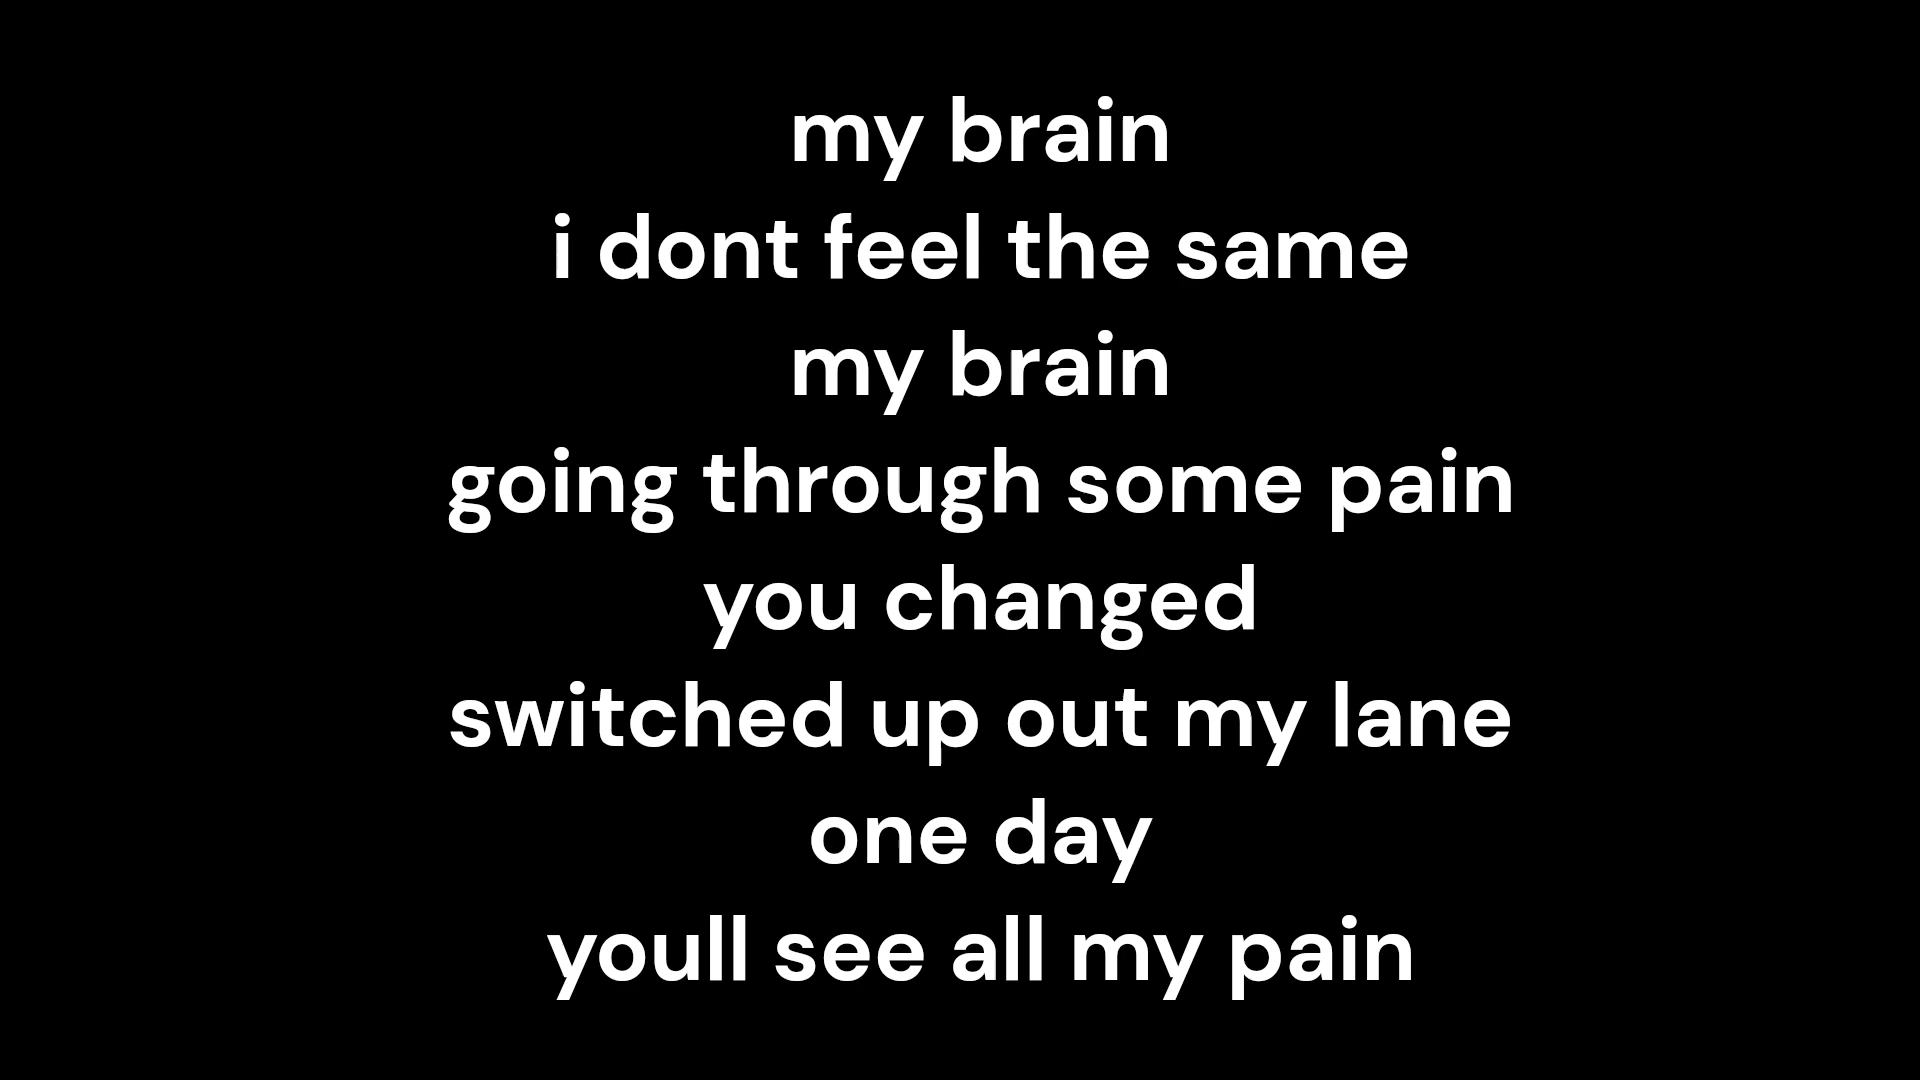 my brain
i dont feel the same
my brain
going through some pain
you changed
switched up out my lane
one day
youll see all my pain